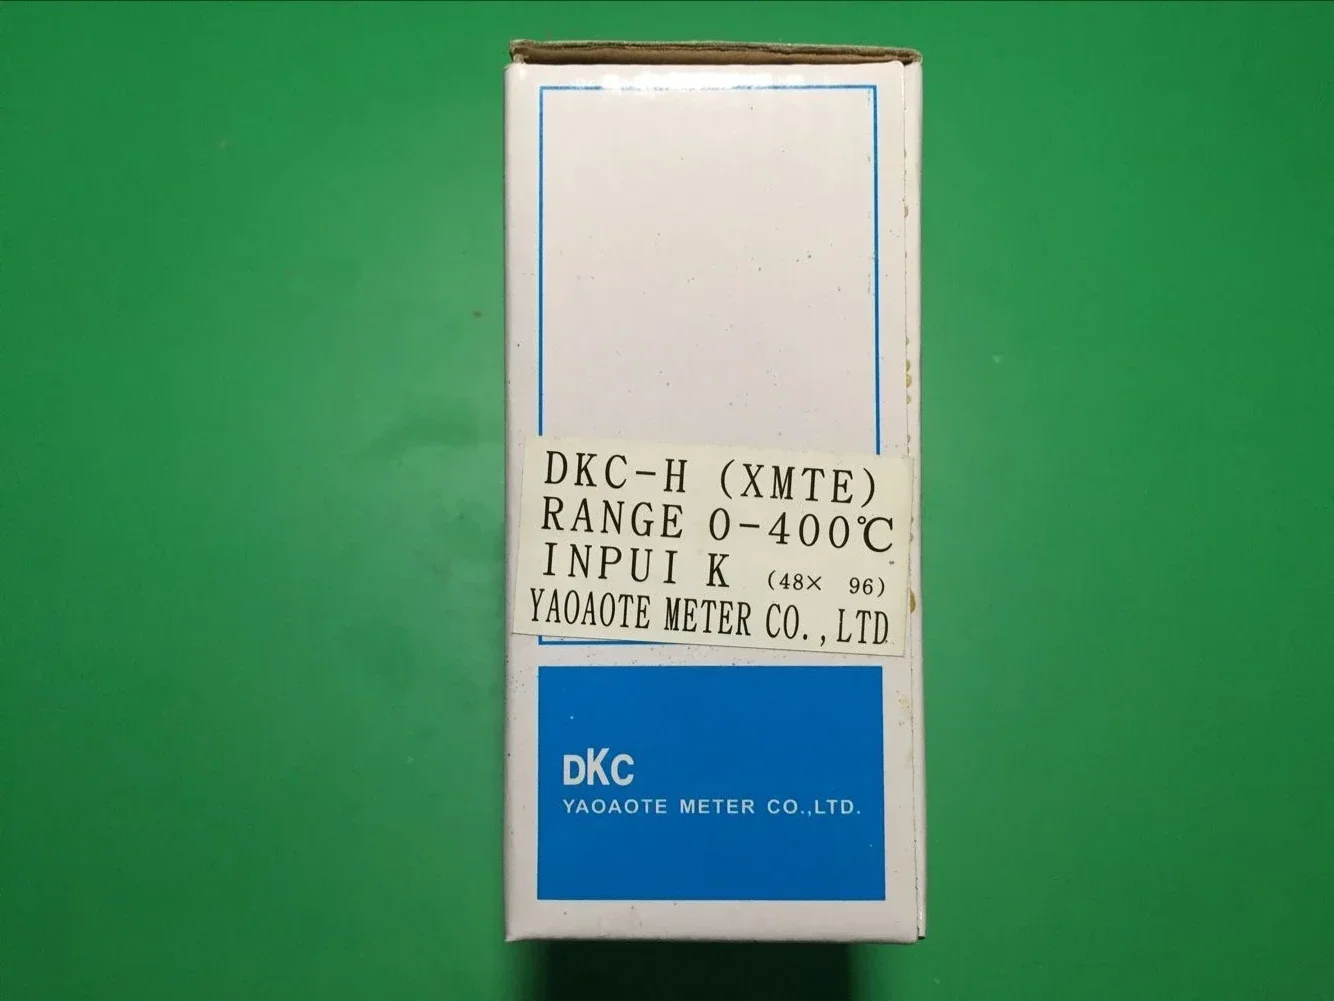 DKC-H (XMTE)
RANGE 0-400℃
INPUI K (48× 96)
YAOAOTE METER CO.,LTD
DKC
YAOAOTE METER CO.,LTD.